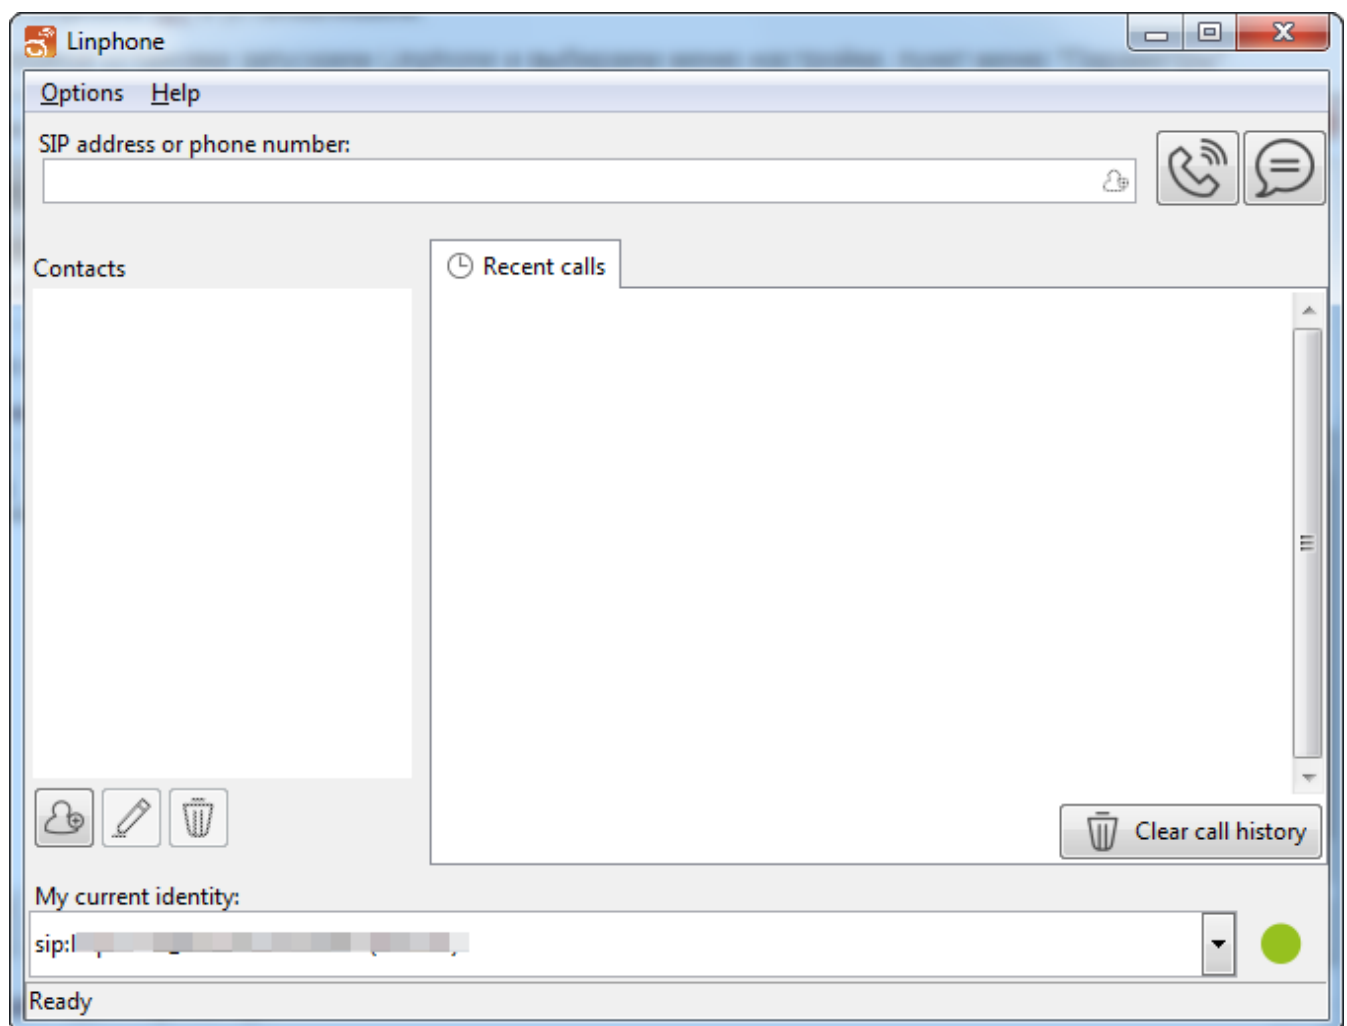 Linphone
Options Help
SIP address or phone number:
Contacts
Recent calls
Clear call history
My current identity:
sip:
Ready